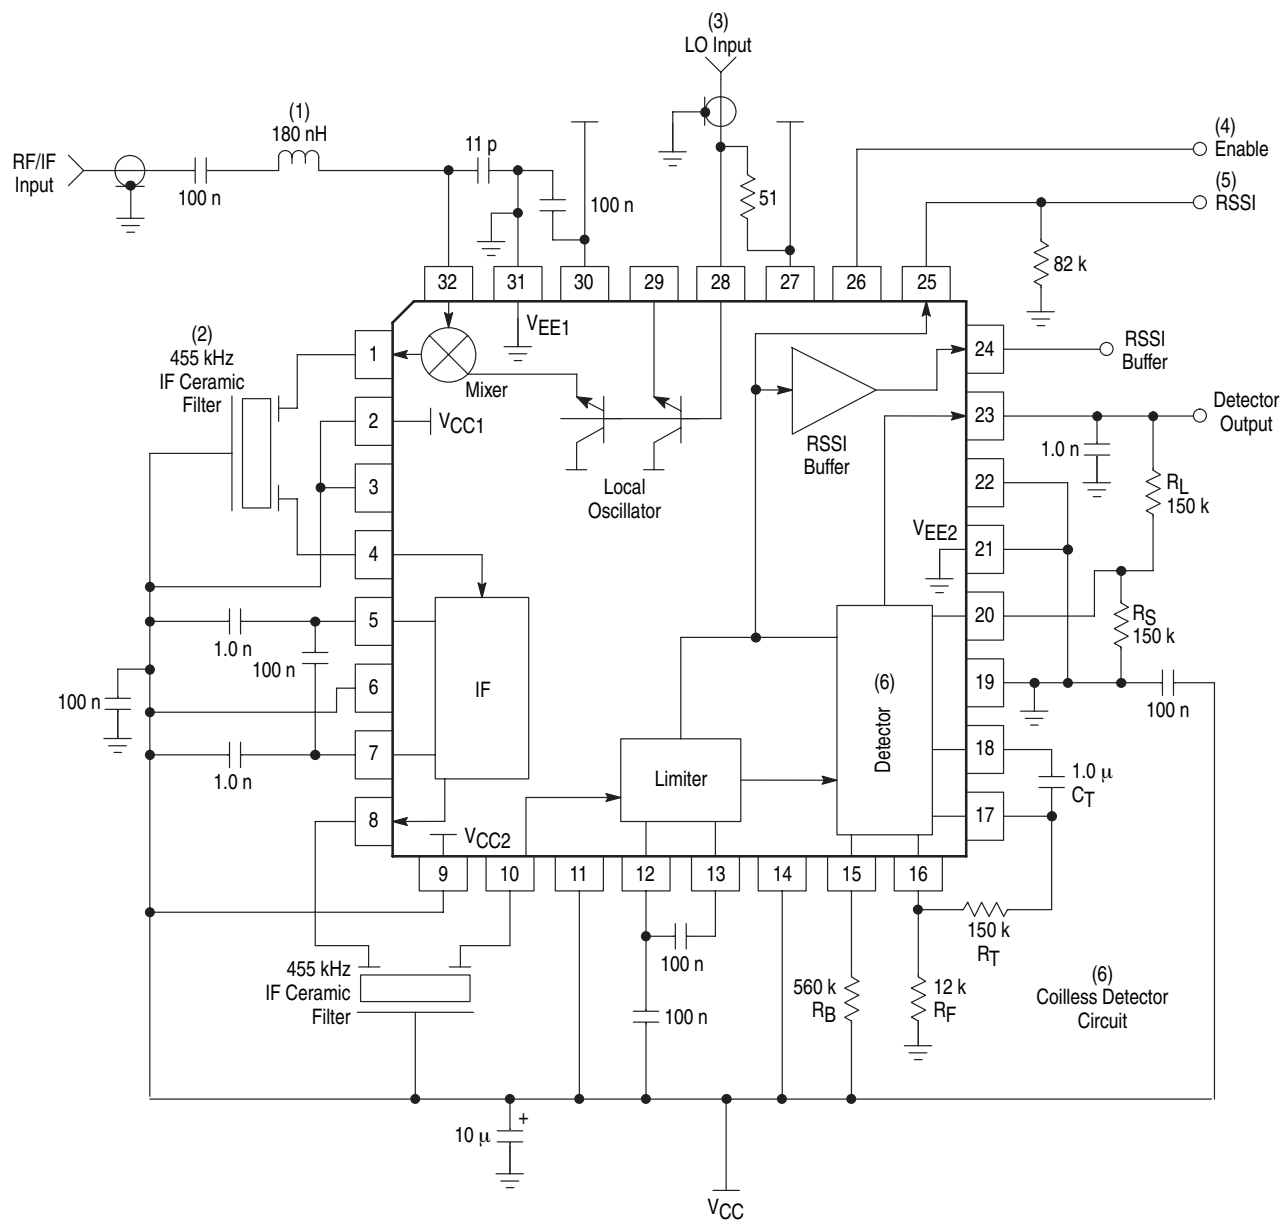 (3)
LO Input
(1)
180 nH
11 p
(4)
Enable
RF/IF
Input
100 n
100 n
51
(5)
RSSI
82 k
32
31
30
29
28
27
26
25
VEE1
(2)
455 kHz
IF Ceramic
Filter
1
Mixer
24
RSSI
Buffer
2
VCC1
RSSI
Buffer
23
Detector
Output
1.0 n
3
Local
Oscillator
22
RL
150 k
4
VEE2
21
5
1.0 n
100 n
20
RS
150 k
6
IF
(6)
Detector
19
100 n
100 n
7
1.0 n
Limiter
18
1.0 µ
CT
8
VCC2
17
9
10
11
12
13
14
15
16
150 k
RT
100 n
455 kHz
IF Ceramic
Filter
100 n
560 k
RB
12 k
RF
(6)
Coilless Detector
Circuit
10 µ
+
VCC